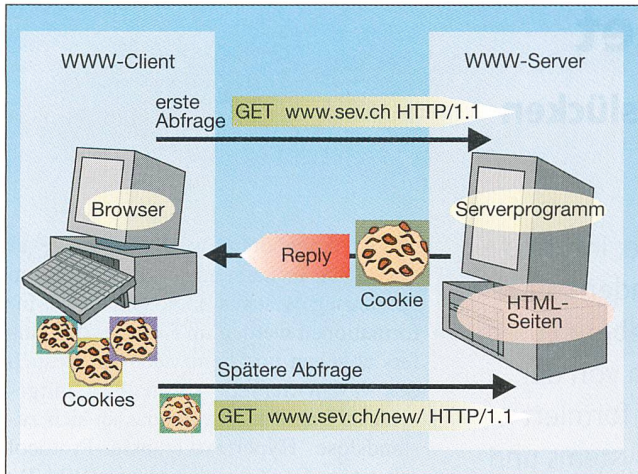 WWW-Client
WWW-Server
erste
Abfrage
GET www.sev.ch HTTP/1.1
Browser
Serverprogramm
Reply
Cookie
HTML-
Seiten
Cookies
Spätere Abfrage
GET www.sev.ch/new/ HTTP/1.1